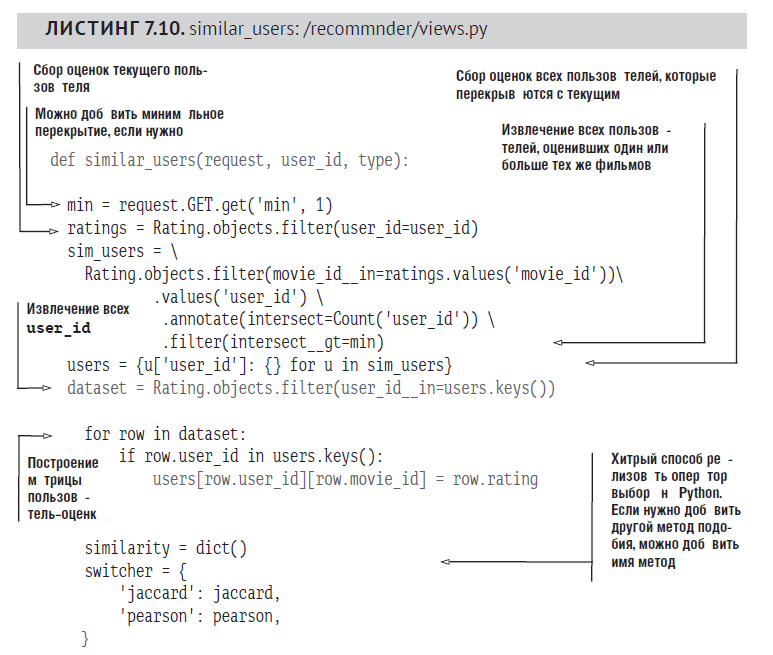 ЛИСТИНГ 7.10. similar_users: /recommnder/views.py
Сбор оценок текущего поль-
зов теля
Можно доб вить миним льное
перекрытие, если нужно
Сбор оценок всех пользов телей, которые
перекрыв ются с текущим
Извлечение всех пользов -
телей, оценивших один или
больше тех же фильмов
def similar_users(request, user_id, type):
min = request.GET.get('min', 1)
ratings = Rating.objects.filter(user_id=user_id)
sim_users = \
Rating.objects.filter(movie_id__in=ratings.values('movie_id'))\
.values('user_id') \
.annotate(intersect=Count('user_id')) \
.filter(intersect__gt=min)
Извлечение всех
user_id
users = {u['user_id']: {} for u in sim_users}
dataset = Rating.objects.filter(user_id__in=users.keys())
for row in dataset:
if row.user_id in users.keys():
users[row.user_id][row.movie_id] = row.rating
Построение
м трицы
пользов -
тель-оценк
Хитрый способ ре -
лизов ть опер тор
выбор н Python.
Если нужно доб вить
другой метод подо-
бия, можно доб вить
имя метод
similarity = dict()
switcher = {
'jaccard': jaccard,
'pearson': pearson,
}